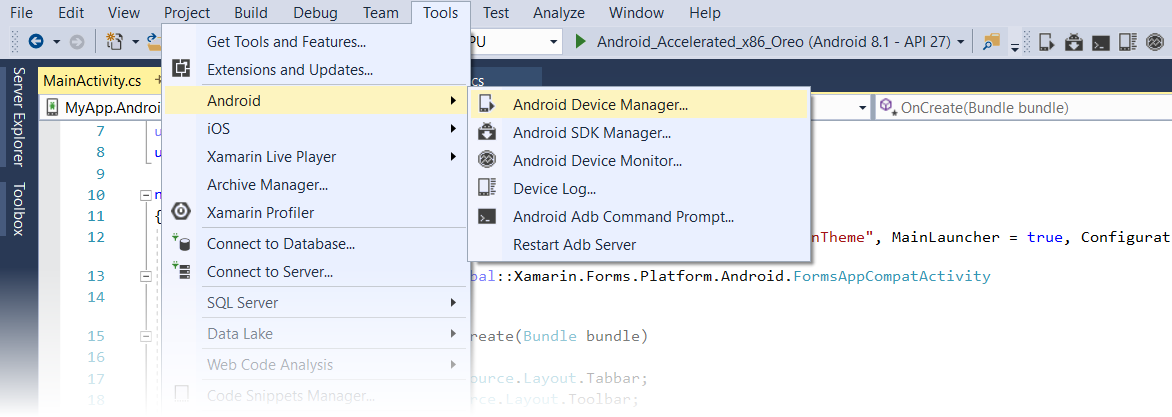 File Edit View Project Build Debug Team Tools Test Analyze Window Help
PU Android_Accelerated_x86_Oreo (Android 8.1 - API 27)
Server Explorer
Toolbox
MainActivity.cs cs
MyApp.Androi OnCreate(Bundle bundle)
Get Tools and Features...
Extensions and Updates...
Android
iOS
Xamarin Live Player
Archive Manager...
Xamarin Profiler
Connect to Database...
Connect to Server...
SQL Server
Data Lake
Web Code Analysis
Code Snippets Manager...
Android Device Manager...
Android SDK Manager...
Android Device Monitor...
Device Log...
Android Adb Command Prompt...
Restart Adb Server
7 u
8 u
9
10 n
11 {
12 nTheme", MainLauncher = true, Configurat
13 bal::Xamarin.Forms.Platform.Android.FormsAppCompatActivity
14
15 reate(Bundle bundle)
16
17 ource.Layout.Tabbar;
18 ource.Layout.Toolbar;